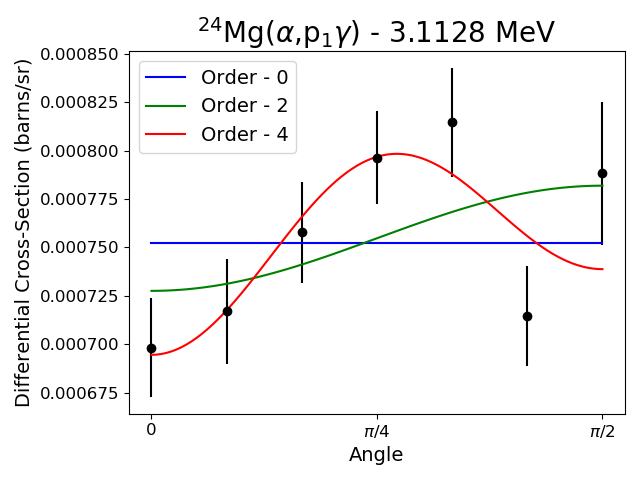 ²⁴Mg(α,p₁γ) - 3.1128 MeV
Differential Cross-Section (barns/sr)
0.000850
0.000825
0.000800
0.000775
0.000750
0.000725
0.000700
0.000675
Order - 0
Order - 2
Order - 4
0 π/4 π/2
Angle